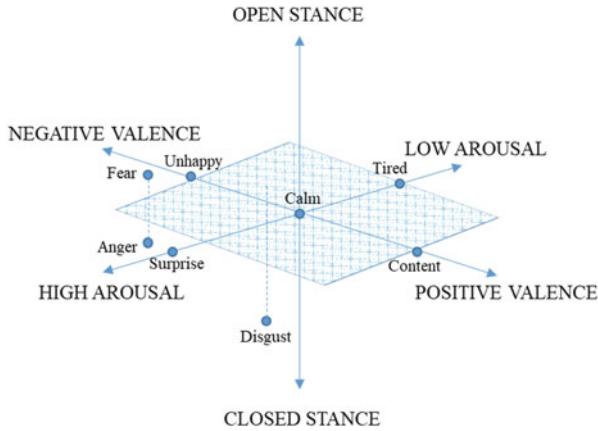 OPEN STANCE
NEGATIVE VALENCE
Unhappy
Fear
Tired
LOW AROUSAL
Calm
Anger
Surprise
Content
HIGH AROUSAL
POSITIVE VALENCE
Disgust
CLOSED STANCE